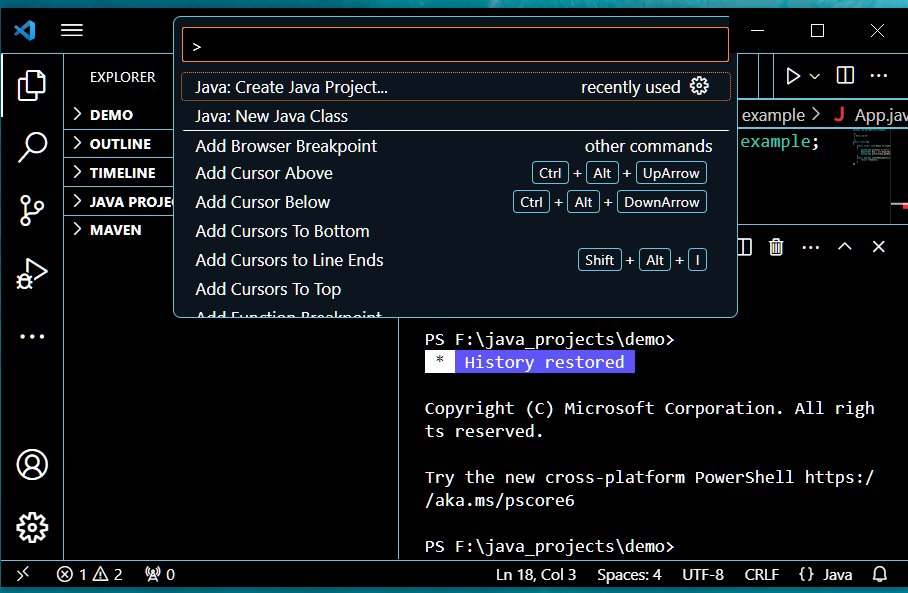 >
Java: Create Java Project... recently used
Java: New Java Class
Add Browser Breakpoint other commands
Add Cursor Above Ctrl + Alt + UpArrow
Add Cursor Below Ctrl + Alt + DownArrow
Add Cursors To Bottom
Add Cursors to Line Ends Shift + Alt + I
Add Cursors To Top
Add Function Breakpoint
EXPLORER
DEMO
OUTLINE
TIMELINE
JAVA PROJE
MAVEN
example > J App.jav
example;
PS F:\java_projects\demo>
* History restored
Copyright (C) Microsoft Corporation. All righ
ts reserved.
Try the new cross-platform PowerShell https:/
/aka.ms/pscore6
PS F:\java_projects\demo>
1 2 0 Ln 18, Col 3 Spaces: 4 UTF-8 CRLF {} Java